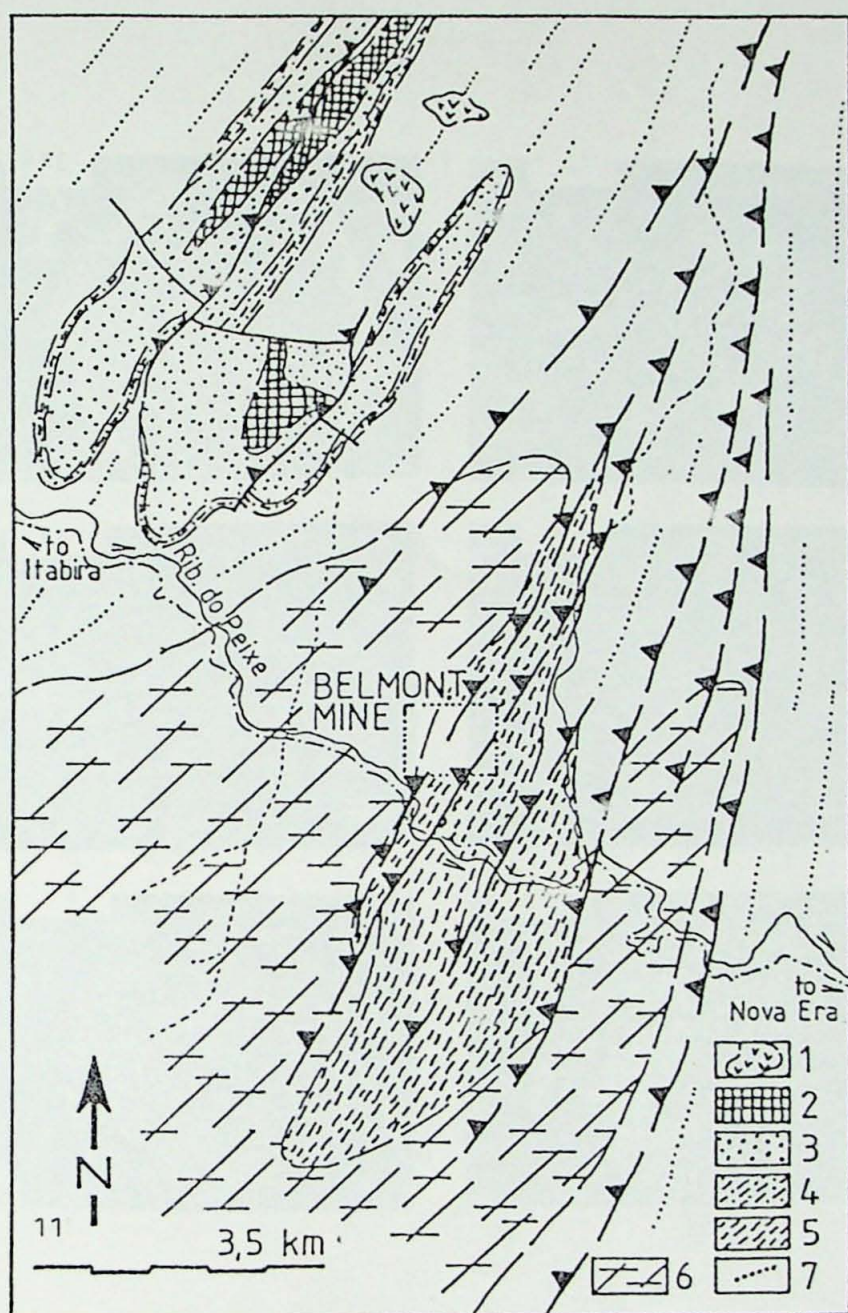 to
Itabira
Rib. do Peixe
BELMONT
MINE
to
Nova Era
1
2
3
4
5
6
7
N
11
3,5 km